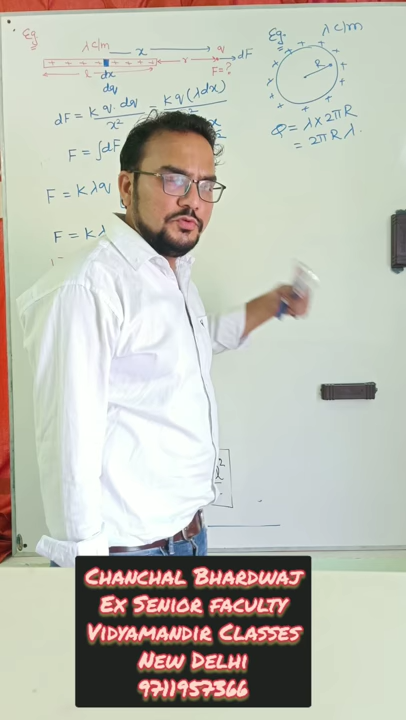 Eg.
λ C/m
x
q
dF
r
F=?
dx
dq
dF = K q. dq = K q (λdx)
x²
F = ∫dF
F = Kλq
F = Kλ
Eg.
λ C/m
R
Q = λ×2πR
= 2πRλ.
CHANCHAL BHARDWAJ
EX SENIOR FACULTY
VIDYAMANDIR CLASSES
NEW DELHI
9711957366